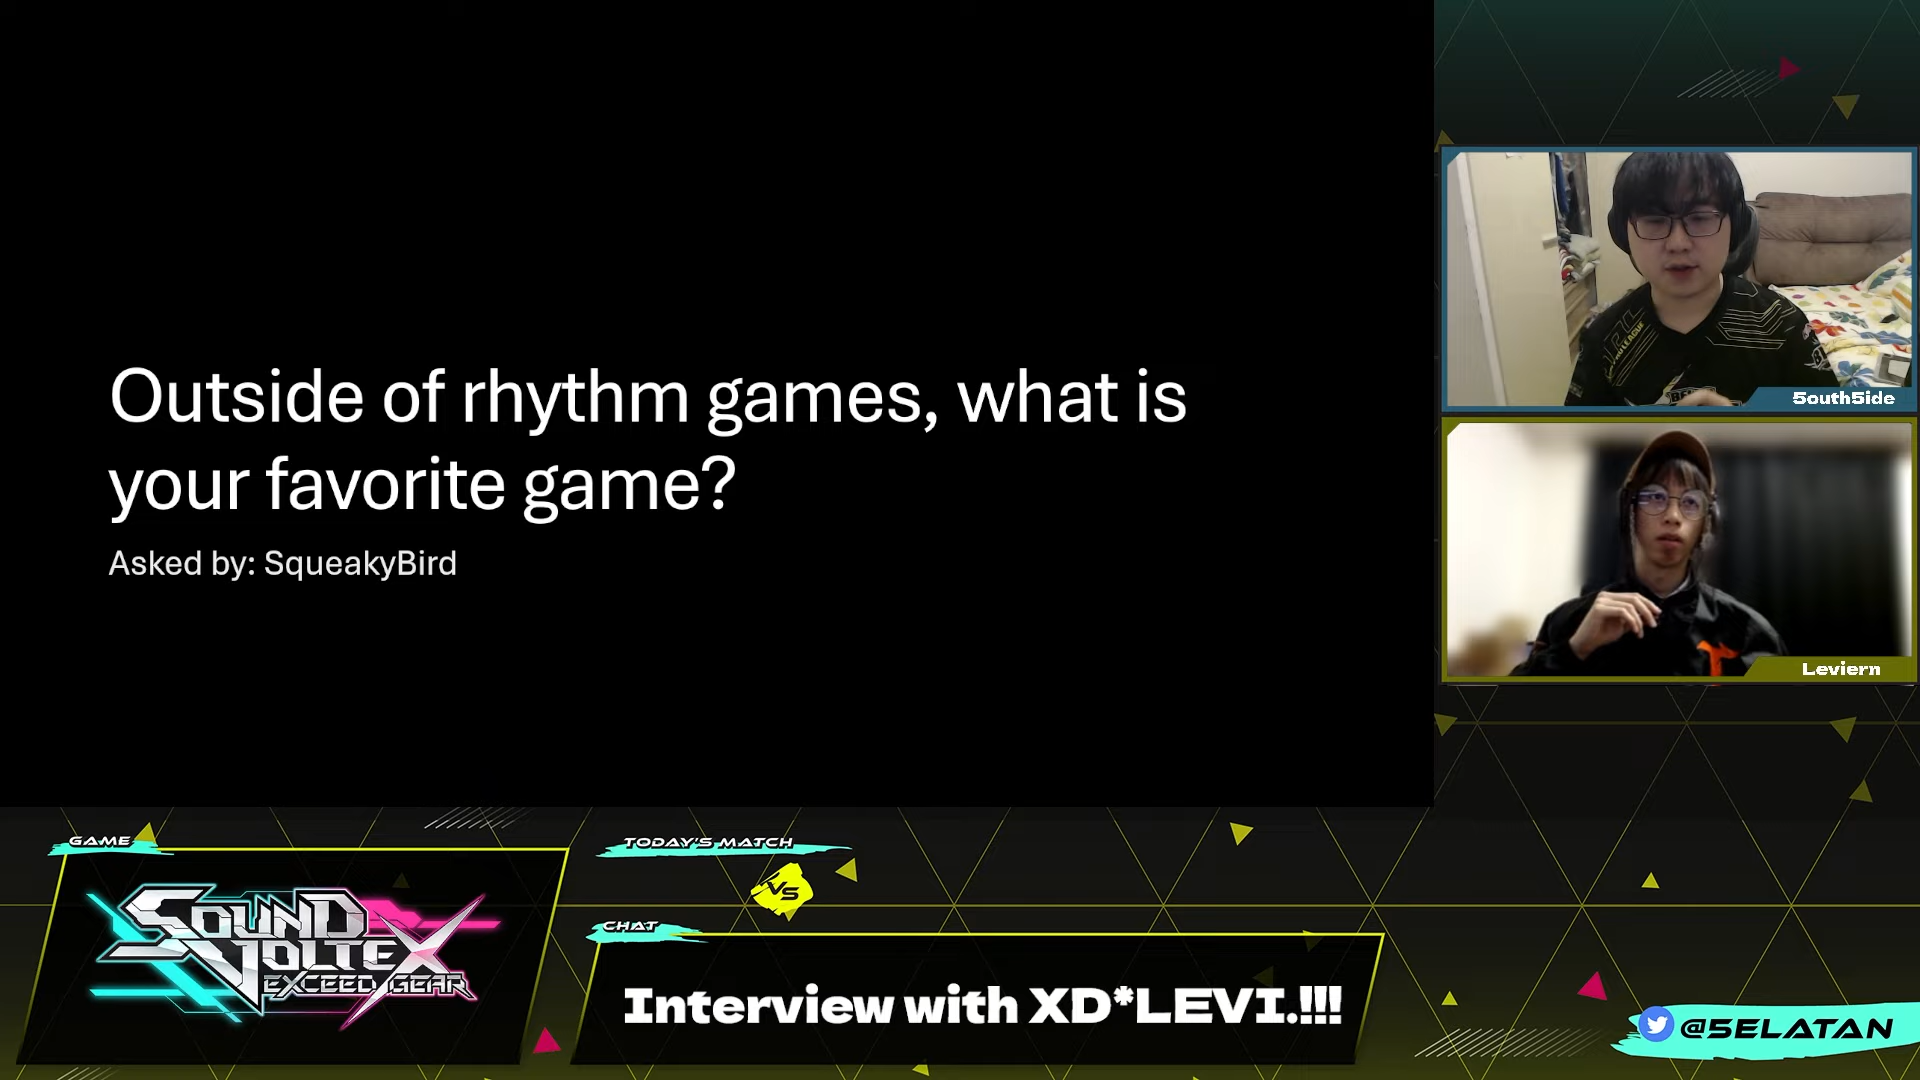 Outside of rhythm games, what is
your favorite game?
Asked by: SqueakyBird
5outh5ide
Leviern
GAME
SOUND
VOLTEX
EXCEED GEAR
TODAY'S MATCH
VS
CHAT
Interview with XD*LEVI.!!!
@5ELATAN